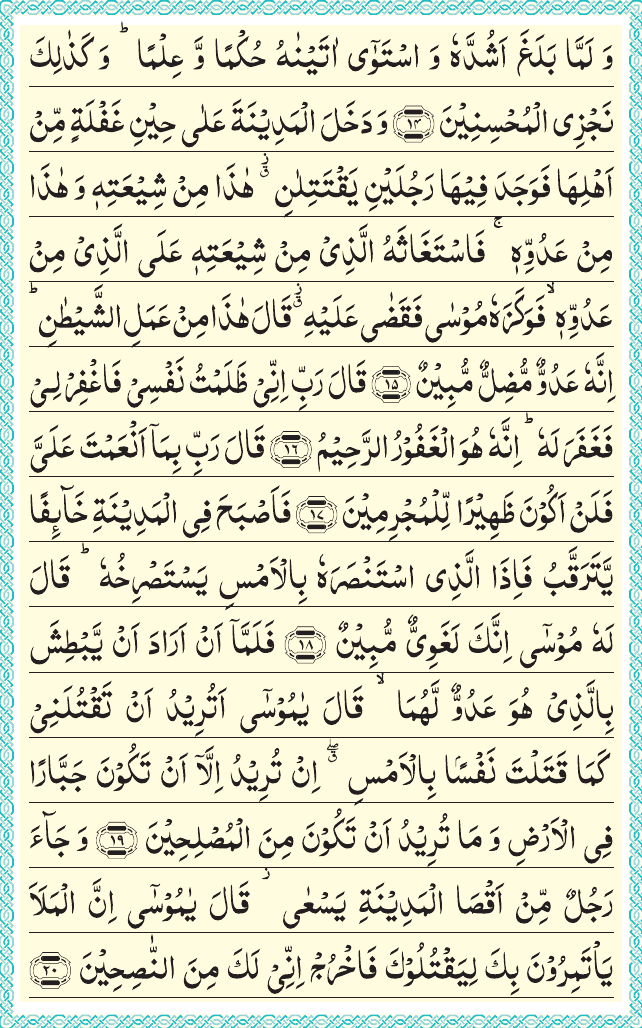 وَ لَمَّا بَلَغَ اَشُدَّهٗ وَ اسْتَوٰۤى اٰتَیْنٰهُ حُكْمًا وَّ عِلْمًا ؕ وَ كَذٰلِكَ
نَجْزِی الْمُحْسِنِیْنَ ۝۱۴ وَ دَخَلَ الْمَدِیْنَةَ عَلٰى حِیْنِ غَفْلَةٍ مِّنْ
اَهْلِهَا فَوَجَدَ فِیْهَا رَجُلَیْنِ یَقْتَتِلٰنِ ؗۗ هٰذَا مِنْ شِیْعَتِهٖ وَ هٰذَا
مِنْ عَدُوِّهٖ ۚ فَاسْتَغَاثَهُ الَّذِیْ مِنْ شِیْعَتِهٖ عَلَى الَّذِیْ مِنْ
عَدُوِّهٖ ۙ فَوَكَزَهٗ مُوْسٰى فَقَضٰى عَلَیْهِ ؗۗ قَالَ هٰذَا مِنْ عَمَلِ الشَّیْطٰنِ ؕ
اِنَّهٗ عَدُوٌّ مُّضِلٌّ مُّبِیْنٌ ۝۱۵ قَالَ رَبِّ اِنِّیْ ظَلَمْتُ نَفْسِیْ فَاغْفِرْ لِیْ
فَغَفَرَ لَهٗ ؕ اِنَّهٗ هُوَ الْغَفُوْرُ الرَّحِیْمُ ۝۱۶ قَالَ رَبِّ بِمَاۤ اَنْعَمْتَ عَلَیَّ
فَلَنْ اَكُوْنَ ظَهِیْرًا لِّلْمُجْرِمِیْنَ ۝۱۷ فَاَصْبَحَ فِی الْمَدِیْنَةِ خَآىِٕفًا
یَّتَرَقَّبُ فَاِذَا الَّذِی اسْتَنْصَرَهٗ بِالْاَمْسِ یَسْتَصْرِخُهٗ ؕ قَالَ
لَهٗ مُوْسٰۤى اِنَّكَ لَغَوِیٌّ مُّبِیْنٌ ۝۱۸ فَلَمَّاۤ اَنْ اَرَادَ اَنْ یَّبْطِشَ
بِالَّذِیْ هُوَ عَدُوٌّ لَّهُمَا ۙ قَالَ یٰمُوْسٰۤى اَتُرِیْدُ اَنْ تَقْتُلَنِیْ
كَمَا قَتَلْتَ نَفْسًۢا بِالْاَمْسِ ۖۗ اِنْ تُرِیْدُ اِلَّاۤ اَنْ تَكُوْنَ جَبَّارًا
فِی الْاَرْضِ وَ مَا تُرِیْدُ اَنْ تَكُوْنَ مِنَ الْمُصْلِحِیْنَ ۝۱۹ وَ جَآءَ
رَجُلٌ مِّنْ اَقْصَا الْمَدِیْنَةِ یَسْعٰى ؗ قَالَ یٰمُوْسٰۤى اِنَّ الْمَلَاَ
یَاْتَمِرُوْنَ بِكَ لِیَقْتُلُوْكَ فَاخْرُجْ اِنِّیْ لَكَ مِنَ النّٰصِحِیْنَ ۝۲۰